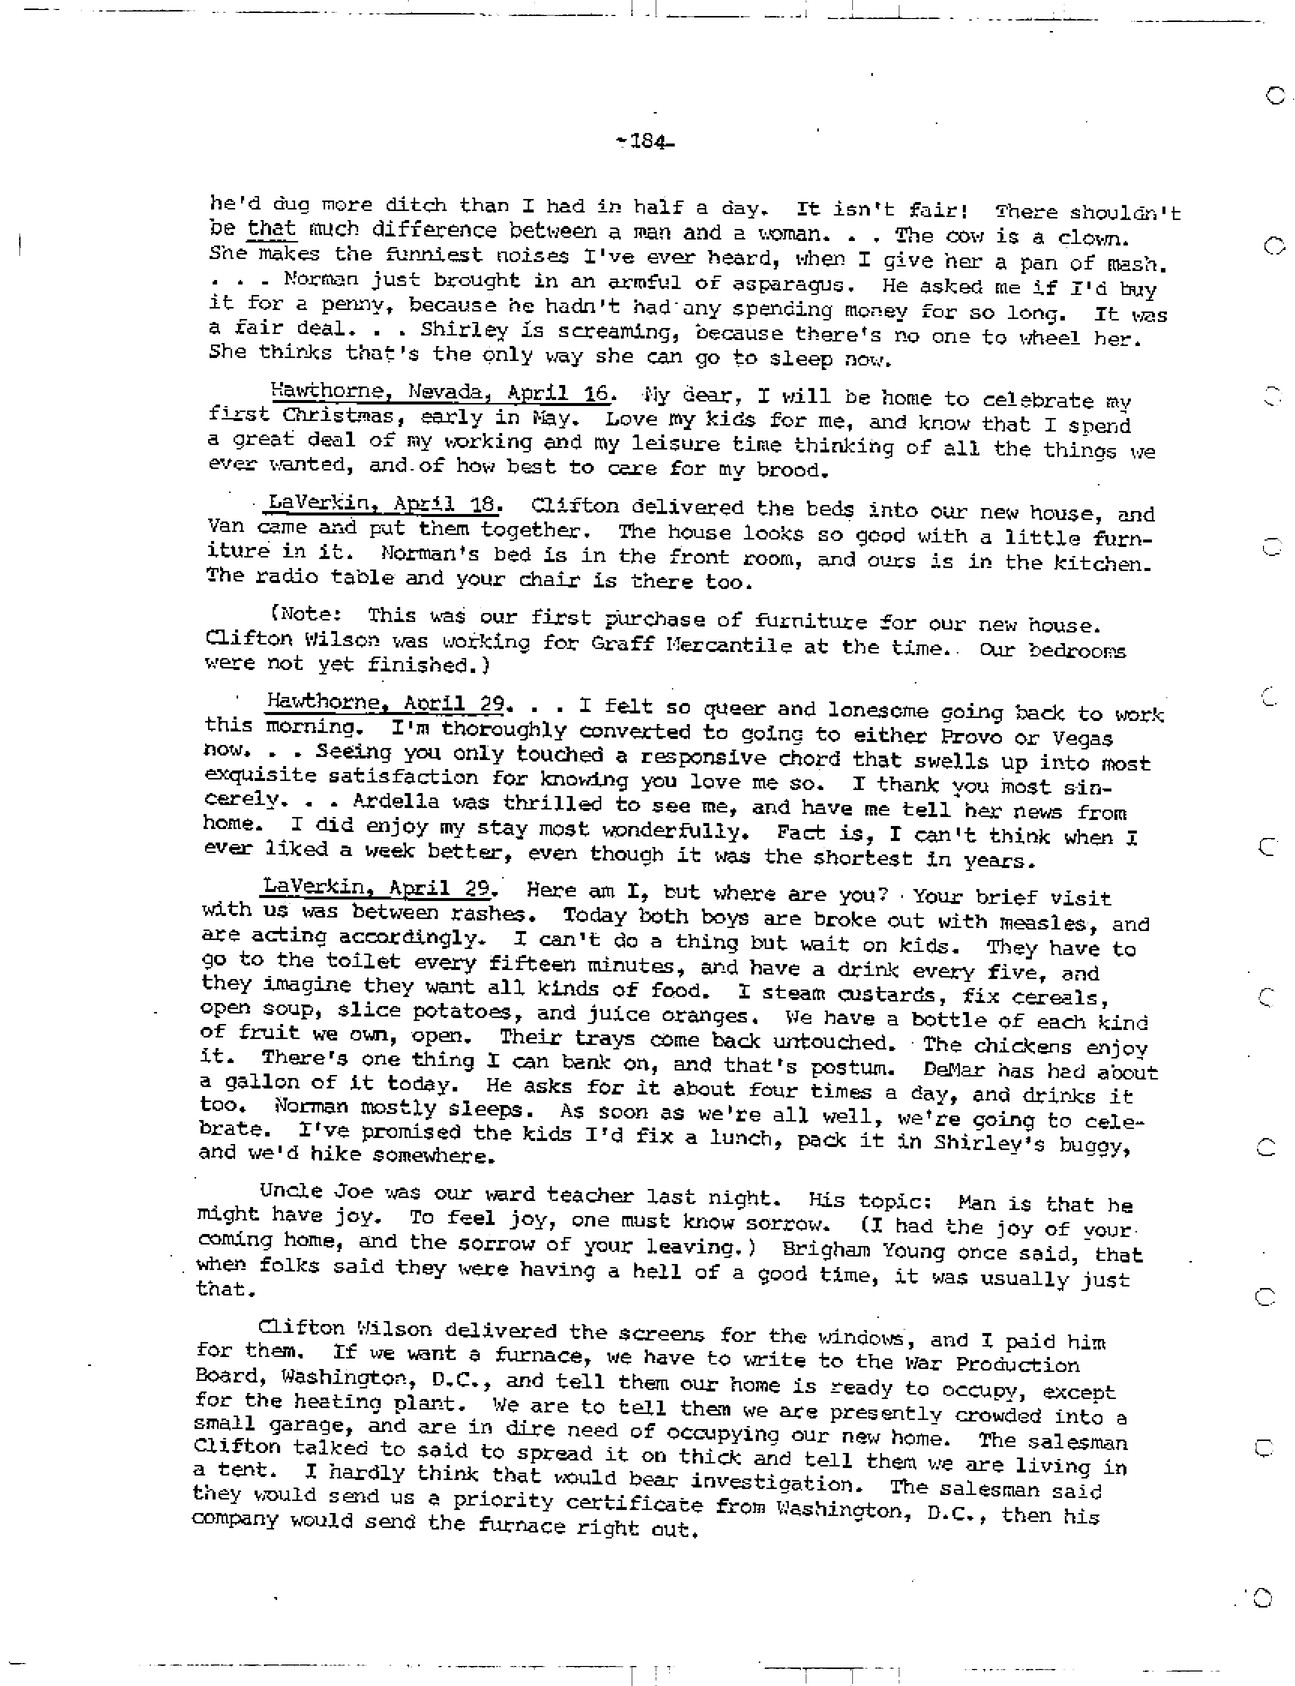 -184-
he'd dug more ditch than I had in half a day. It isn't fair! There shouldn't
be that much difference between a man and a woman. . . The cow is a clown.
She makes the funniest noises I've ever heard, when I give her a pan of mash.
. . . Norman just brought in an armful of asparagus. He asked me if I'd buy
it for a penny, because he hadn't had any spending money for so long. It was
a fair deal. . . Shirley is screaming, because there's no one to wheel her.
She thinks that's the only way she can go to sleep now.
Hawthorne, Nevada, April 16. My dear, I will be home to celebrate my
first Christmas, early in May. Love my kids for me, and know that I spend
a great deal of my working and my leisure time thinking of all the things we
ever wanted, and of how best to care for my brood.
LaVerkin, April 18. Clifton delivered the beds into our new house, and
Van came and put them together. The house looks so good with a little furn-
iture in it. Norman's bed is in the front room, and ours is in the kitchen.
The radio table and your chair is there too.
(Note: This was our first purchase of furniture for our new house.
Clifton Wilson was working for Graff Mercantile at the time. Our bedrooms
were not yet finished.)
Hawthorne, April 29. . . I felt so queer and lonesome going back to work
this morning. I'm thoroughly converted to going to either Provo or Vegas
now. . . Seeing you only touched a responsive chord that swells up into most
exquisite satisfaction for knowing you love me so. I thank you most sin-
cerely. . . Ardella was thrilled to see me, and have me tell her news from
home. I did enjoy my stay most wonderfully. Fact is, I can't think when I
ever liked a week better, even though it was the shortest in years.
LaVerkin, April 29. Here am I, but where are you? Your brief visit
with us was between rashes. Today both boys are broke out with measles, and
are acting accordingly. I can't do a thing but wait on kids. They have to
go to the toilet every fifteen minutes, and have a drink every five, and
they imagine they want all kinds of food. I steam custards, fix cereals,
open soup, slice potatoes, and juice oranges. We have a bottle of each kind
of fruit we own, open. Their trays come back untouched. The chickens enjoy
it. There's one thing I can bank on, and that's postum. DeMar has had about
a gallon of it today. He asks for it about four times a day, and drinks it
too. Norman mostly sleeps. As soon as we're all well, we're going to cele-
brate. I've promised the kids I'd fix a lunch, pack it in Shirley's buggy,
and we'd hike somewhere.
Uncle Joe was our ward teacher last night. His topic: Man is that he
might have joy. To feel joy, one must know sorrow. (I had the joy of your
coming home, and the sorrow of your leaving.) Brigham Young once said, that
when folks said they were having a hell of a good time, it was usually just
that.
Clifton Wilson delivered the screens for the windows, and I paid him
for them. If we want a furnace, we have to write to the War Production
Board, Washington, D.C., and tell them our home is ready to occupy, except
for the heating plant. We are to tell them we are presently crowded into a
small garage, and are in dire need of occupying our new home. The salesman
Clifton talked to said to spread it on thick and tell them we are living in
a tent. I hardly think that would bear investigation. The salesman said
they would send us a priority certificate from Washington, D.C., then his
company would send the furnace right out.